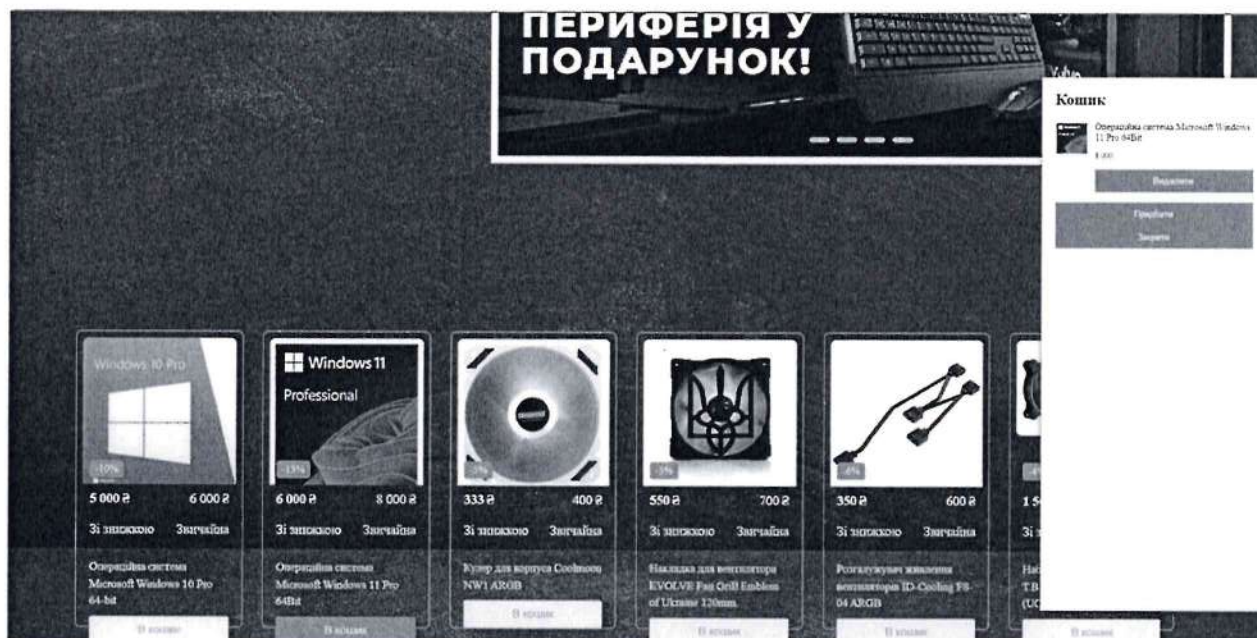 ПЕРИФЕРІЯ У
ПОДАРУНОК!
Кошик
Операційна система Microsoft Windows
11 Pro 64Bit
Видалити
Придбати
Закрити
Windows 10 Pro
-10%
5 000 ₴ 6 000 ₴
Зі знижкою Звичайна
Операційна система
Microsoft Windows 10 Pro
64-bit
В кошик
Windows 11
Professional
-13%
6 000 ₴ 8 000 ₴
Зі знижкою Звичайна
Операційна система
Microsoft Windows 11 Pro
64Bit
В кошик
333 ₴ 400 ₴
Зі знижкою Звичайна
Кулер для корпуса Coolmoon
NW1 ARGB
В кошик
-3%
550 ₴ 700 ₴
Зі знижкою Звичайна
Накладка для вентилятора
EVOLVE Fan Grill Emblem
of Ukraine 120mm
В кошик
-6%
350 ₴ 600 ₴
Зі знижкою Звичайна
Розгалужувач живлення
вентиляторів ID-Cooling FS-
04 ARGB
В кошик
Зі
В кошик